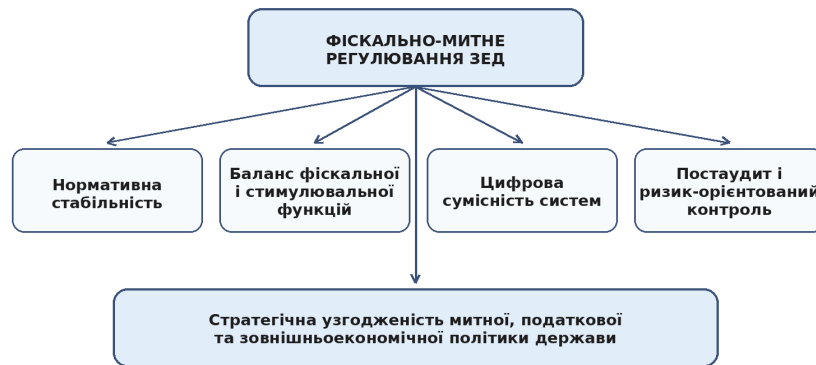 ФІСКАЛЬНО-МИТНЕ
РЕГУЛЮВАННЯ ЗЕД
Нормативна
стабільність
Баланс фіскальної
і стимулювальної
функцій
Цифрова
сумісність систем
Постаудит і
ризик-орієнтований
контроль
Стратегічна узгодженість митної, податкової
та зовнішньоекономічної політики держави